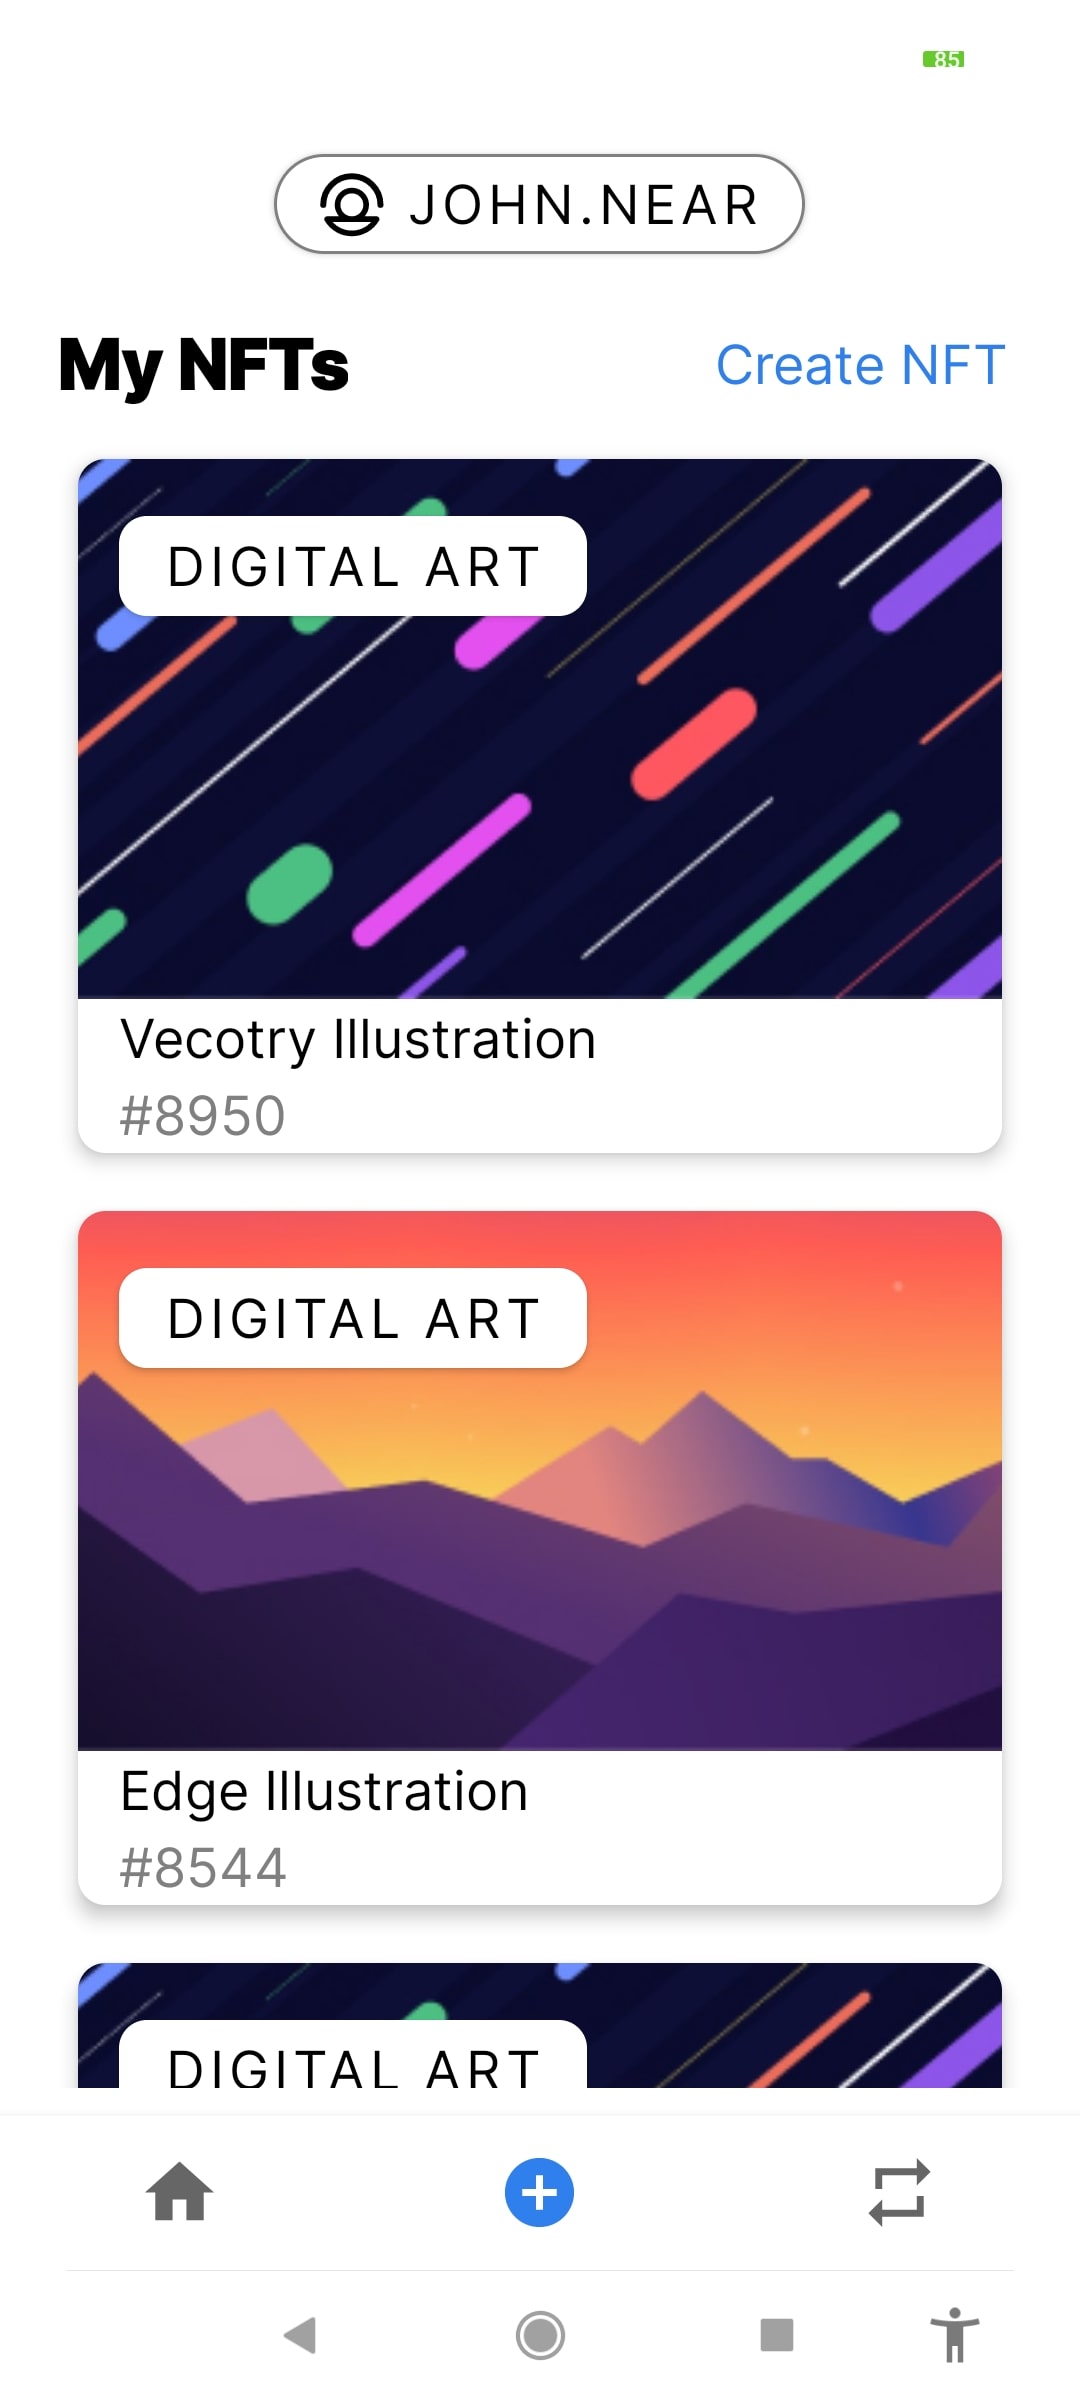 85
JOHN.NEAR
My NFTs
Create NFT
DIGITAL ART
Vecotry Illustration
#8950
DIGITAL ART
Edge Illustration
#8544
DIGITAL ART